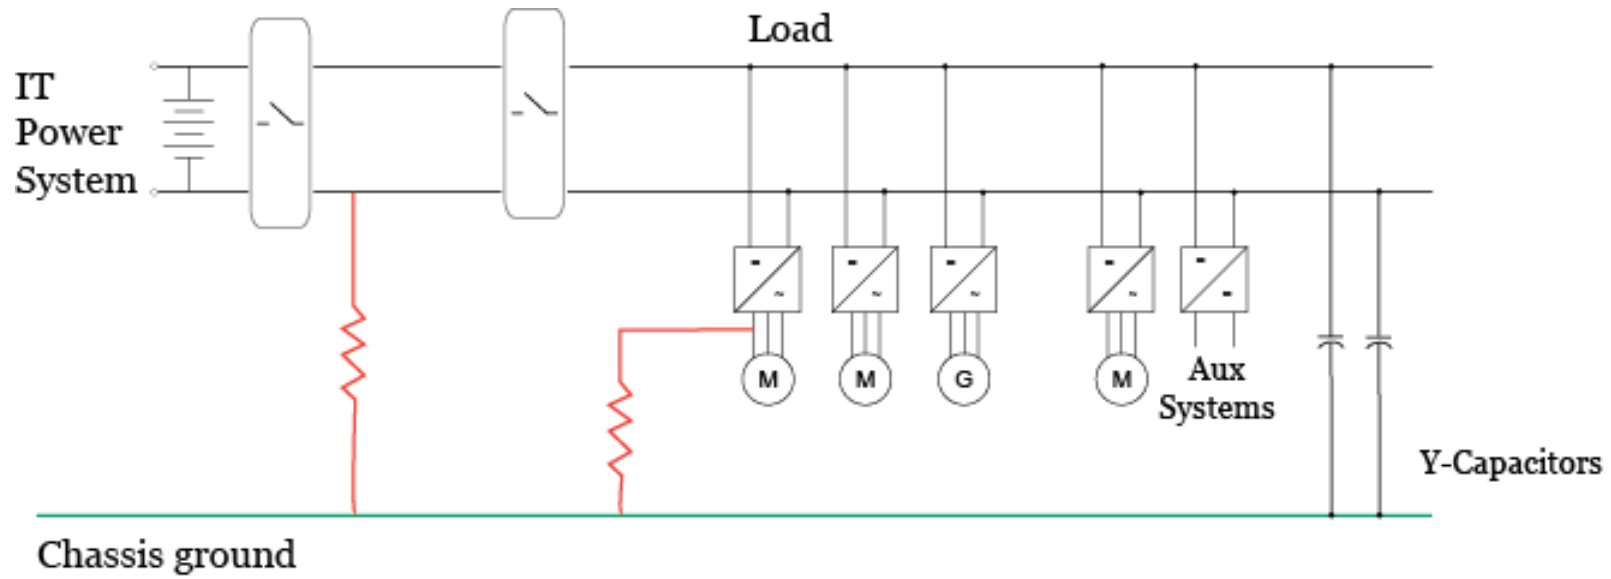 Load
IT
Power
System
M
M
G
M
Aux
Systems
Y-Capacitors
Chassis ground